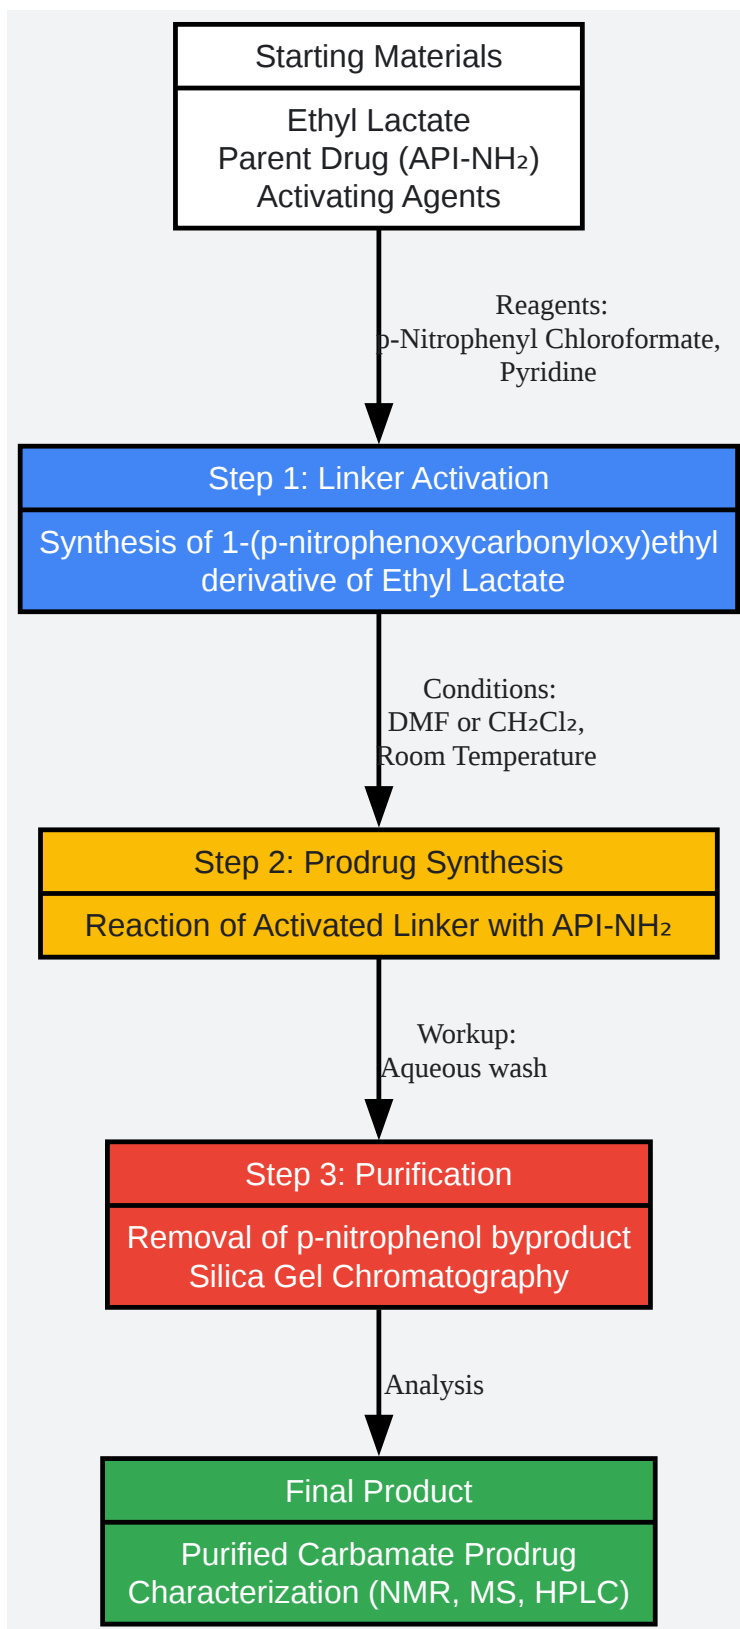 Starting Materials
Ethyl Lactate
Parent Drug (API-NH₂)
Activating Agents
Reagents:
p-Nitrophenyl Chloroformate,
Pyridine
Step 1: Linker Activation
Synthesis of 1-(p-nitrophenoxycarbonyloxy)ethyl
derivative of Ethyl Lactate
Conditions:
DMF or CH₂Cl₂,
Room Temperature
Step 2: Prodrug Synthesis
Reaction of Activated Linker with API-NH₂
Workup:
Aqueous wash
Step 3: Purification
Removal of p-nitrophenol byproduct
Silica Gel Chromatography
Analysis
Final Product
Purified Carbamate Prodrug
Characterization (NMR, MS, HPLC)